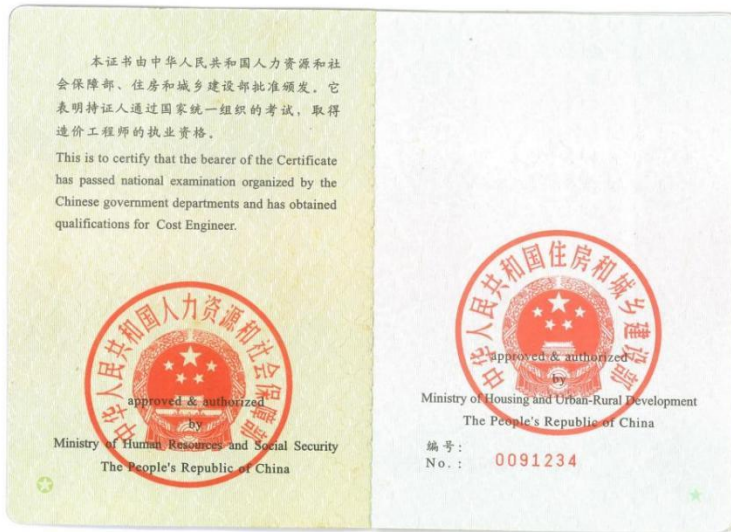 本证书由中华人民共和国人力资源和社
会保障部、住房和城乡建设部批准颁发。它
表明持证人通过国家统一组织的考试，取得
造价工程师的执业资格。
This is to certify that the bearer of the Certificate
has passed national examination organized by the
Chinese government departments and has obtained
qualifications for Cost Engineer.
中华人民共和国人力资源和社会保障部
approved & authorized
by
Ministry of Human Resources and Social Security
The People's Republic of China
中华人民共和国住房和城乡建设部
approved & authorized
by
Ministry of Housing and Urban-Rural Development
The People's Republic of China
编号：
No.: 0091234